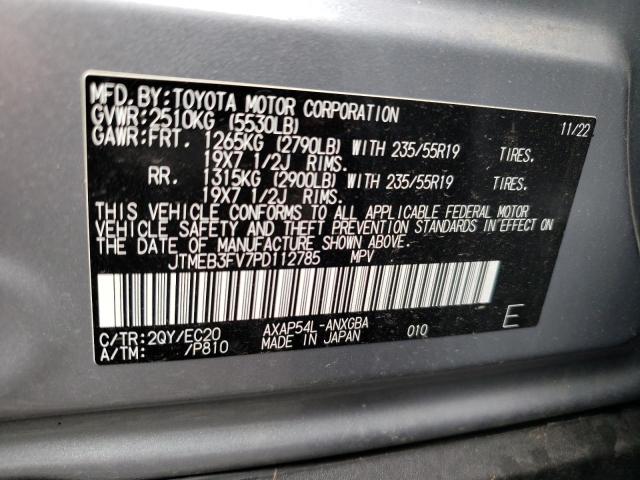 MFD. BY: TOYOTA MOTOR CORPORATION
GVWR: 2510KG (5530LB) 11/22
GAWR: FRT. 1265KG (2790LB) WITH 235/55R19 TIRES.
19X7 1/2J RIMS.
RR. 1315KG (2900LB) WITH 235/55R19 TIRES.
19X7 1/2J RIMS.
THIS VEHICLE CONFORMS TO ALL APPLICABLE FEDERAL MOTOR
VEHICLE SAFETY AND THEFT PREVENTION STANDARDS IN EFFECT ON
THE DATE OF MANUFACTURE SHOWN ABOVE.
JTMEB3FV7PD112785 MPV
C/TR: 2QY/EC20 AXAP54L-ANXGBA 010 E
A/TM: /P810 MADE IN JAPAN